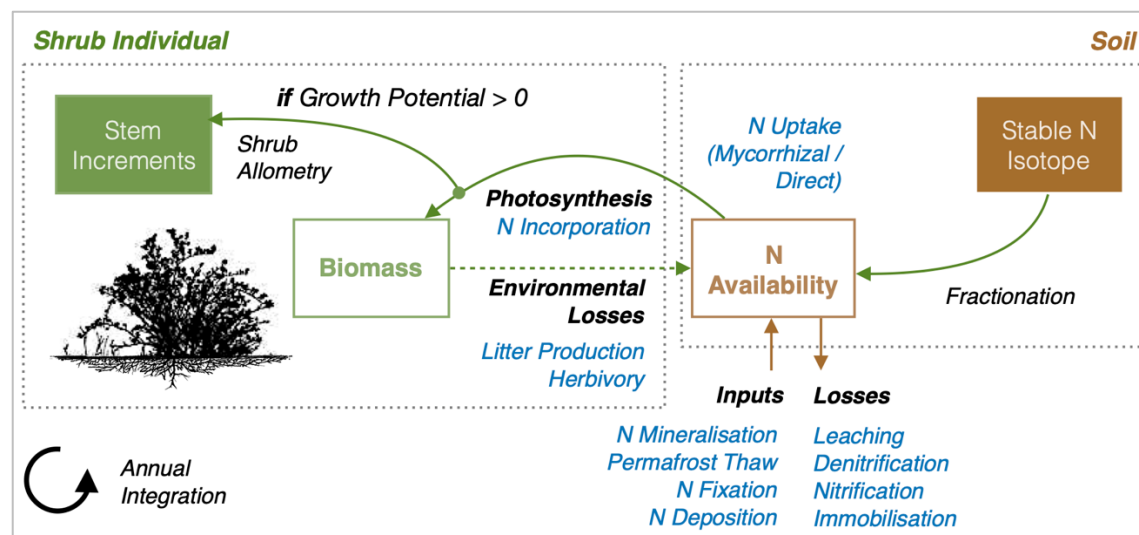 Shrub Individual
Soil
if Growth Potential > 0
Stem
Increments
Shrub
Allometry
N Uptake
(Mycorrhizal /
Direct)
Stable N
Isotope
Photosynthesis
N Incorporation
Biomass
N
Availability
Fractionation
Environmental
Losses
Litter Production
Herbivory
Inputs
N Mineralisation
Permafrost Thaw
N Fixation
N Deposition
Losses
Leaching
Denitrification
Nitrification
Immobilisation
Annual
Integration